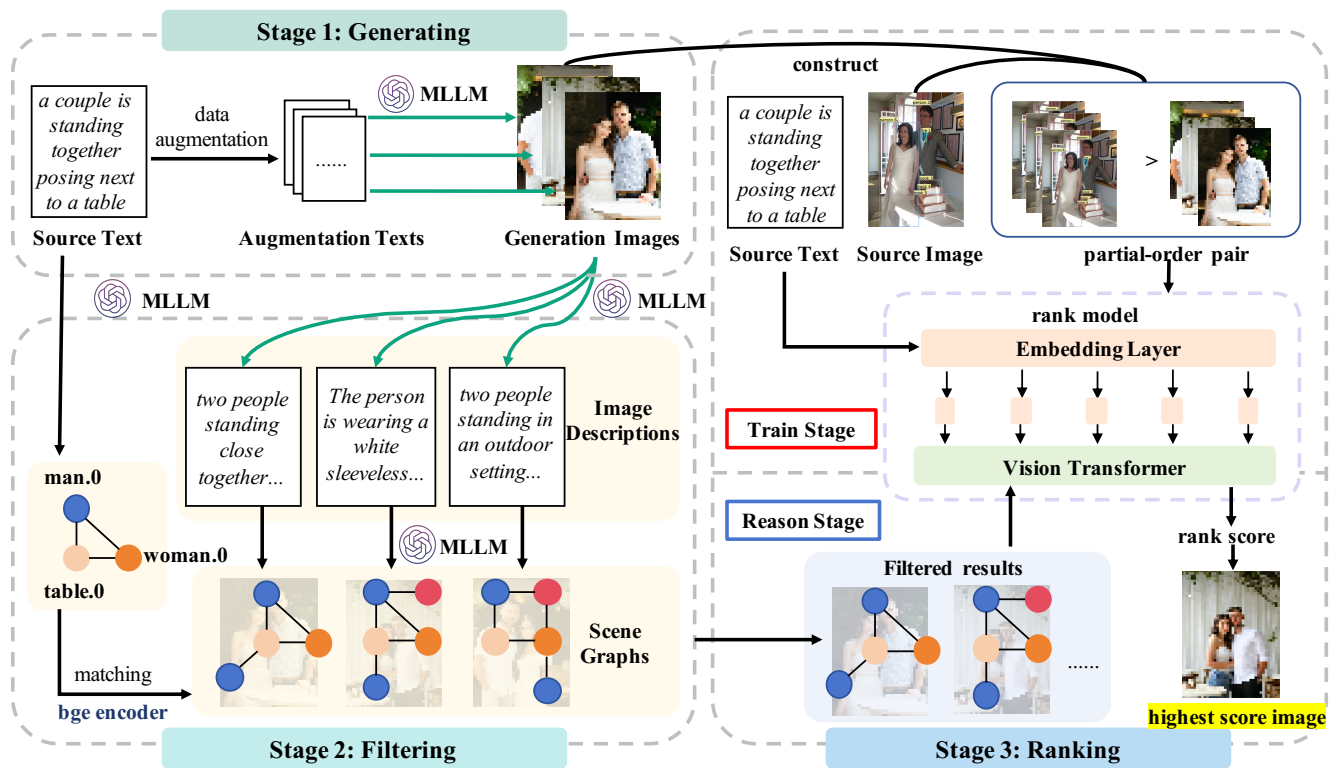 Stage 1: Generating
a couple is
standing
together
posing next
to a table
Source Text
data
augmentation
......
Augmentation Texts
MLLM
Generation Images
MLLM
MLLM
two people
standing
close
together...
The person
is wearing a
white
sleeveless...
two people
standing in
an outdoor
setting...
Image
Descriptions
man.0
woman.0
table.0
MLLM
Scene
Graphs
matching
bge encoder
Stage 2: Filtering
construct
a couple is
standing
together
posing next
to a table
Source Text
Source Image
>
partial-order pair
rank model
Embedding Layer
Train Stage
Vision Transformer
Reason Stage
rank score
Filtered results
......
highest score image
Stage 3: Ranking